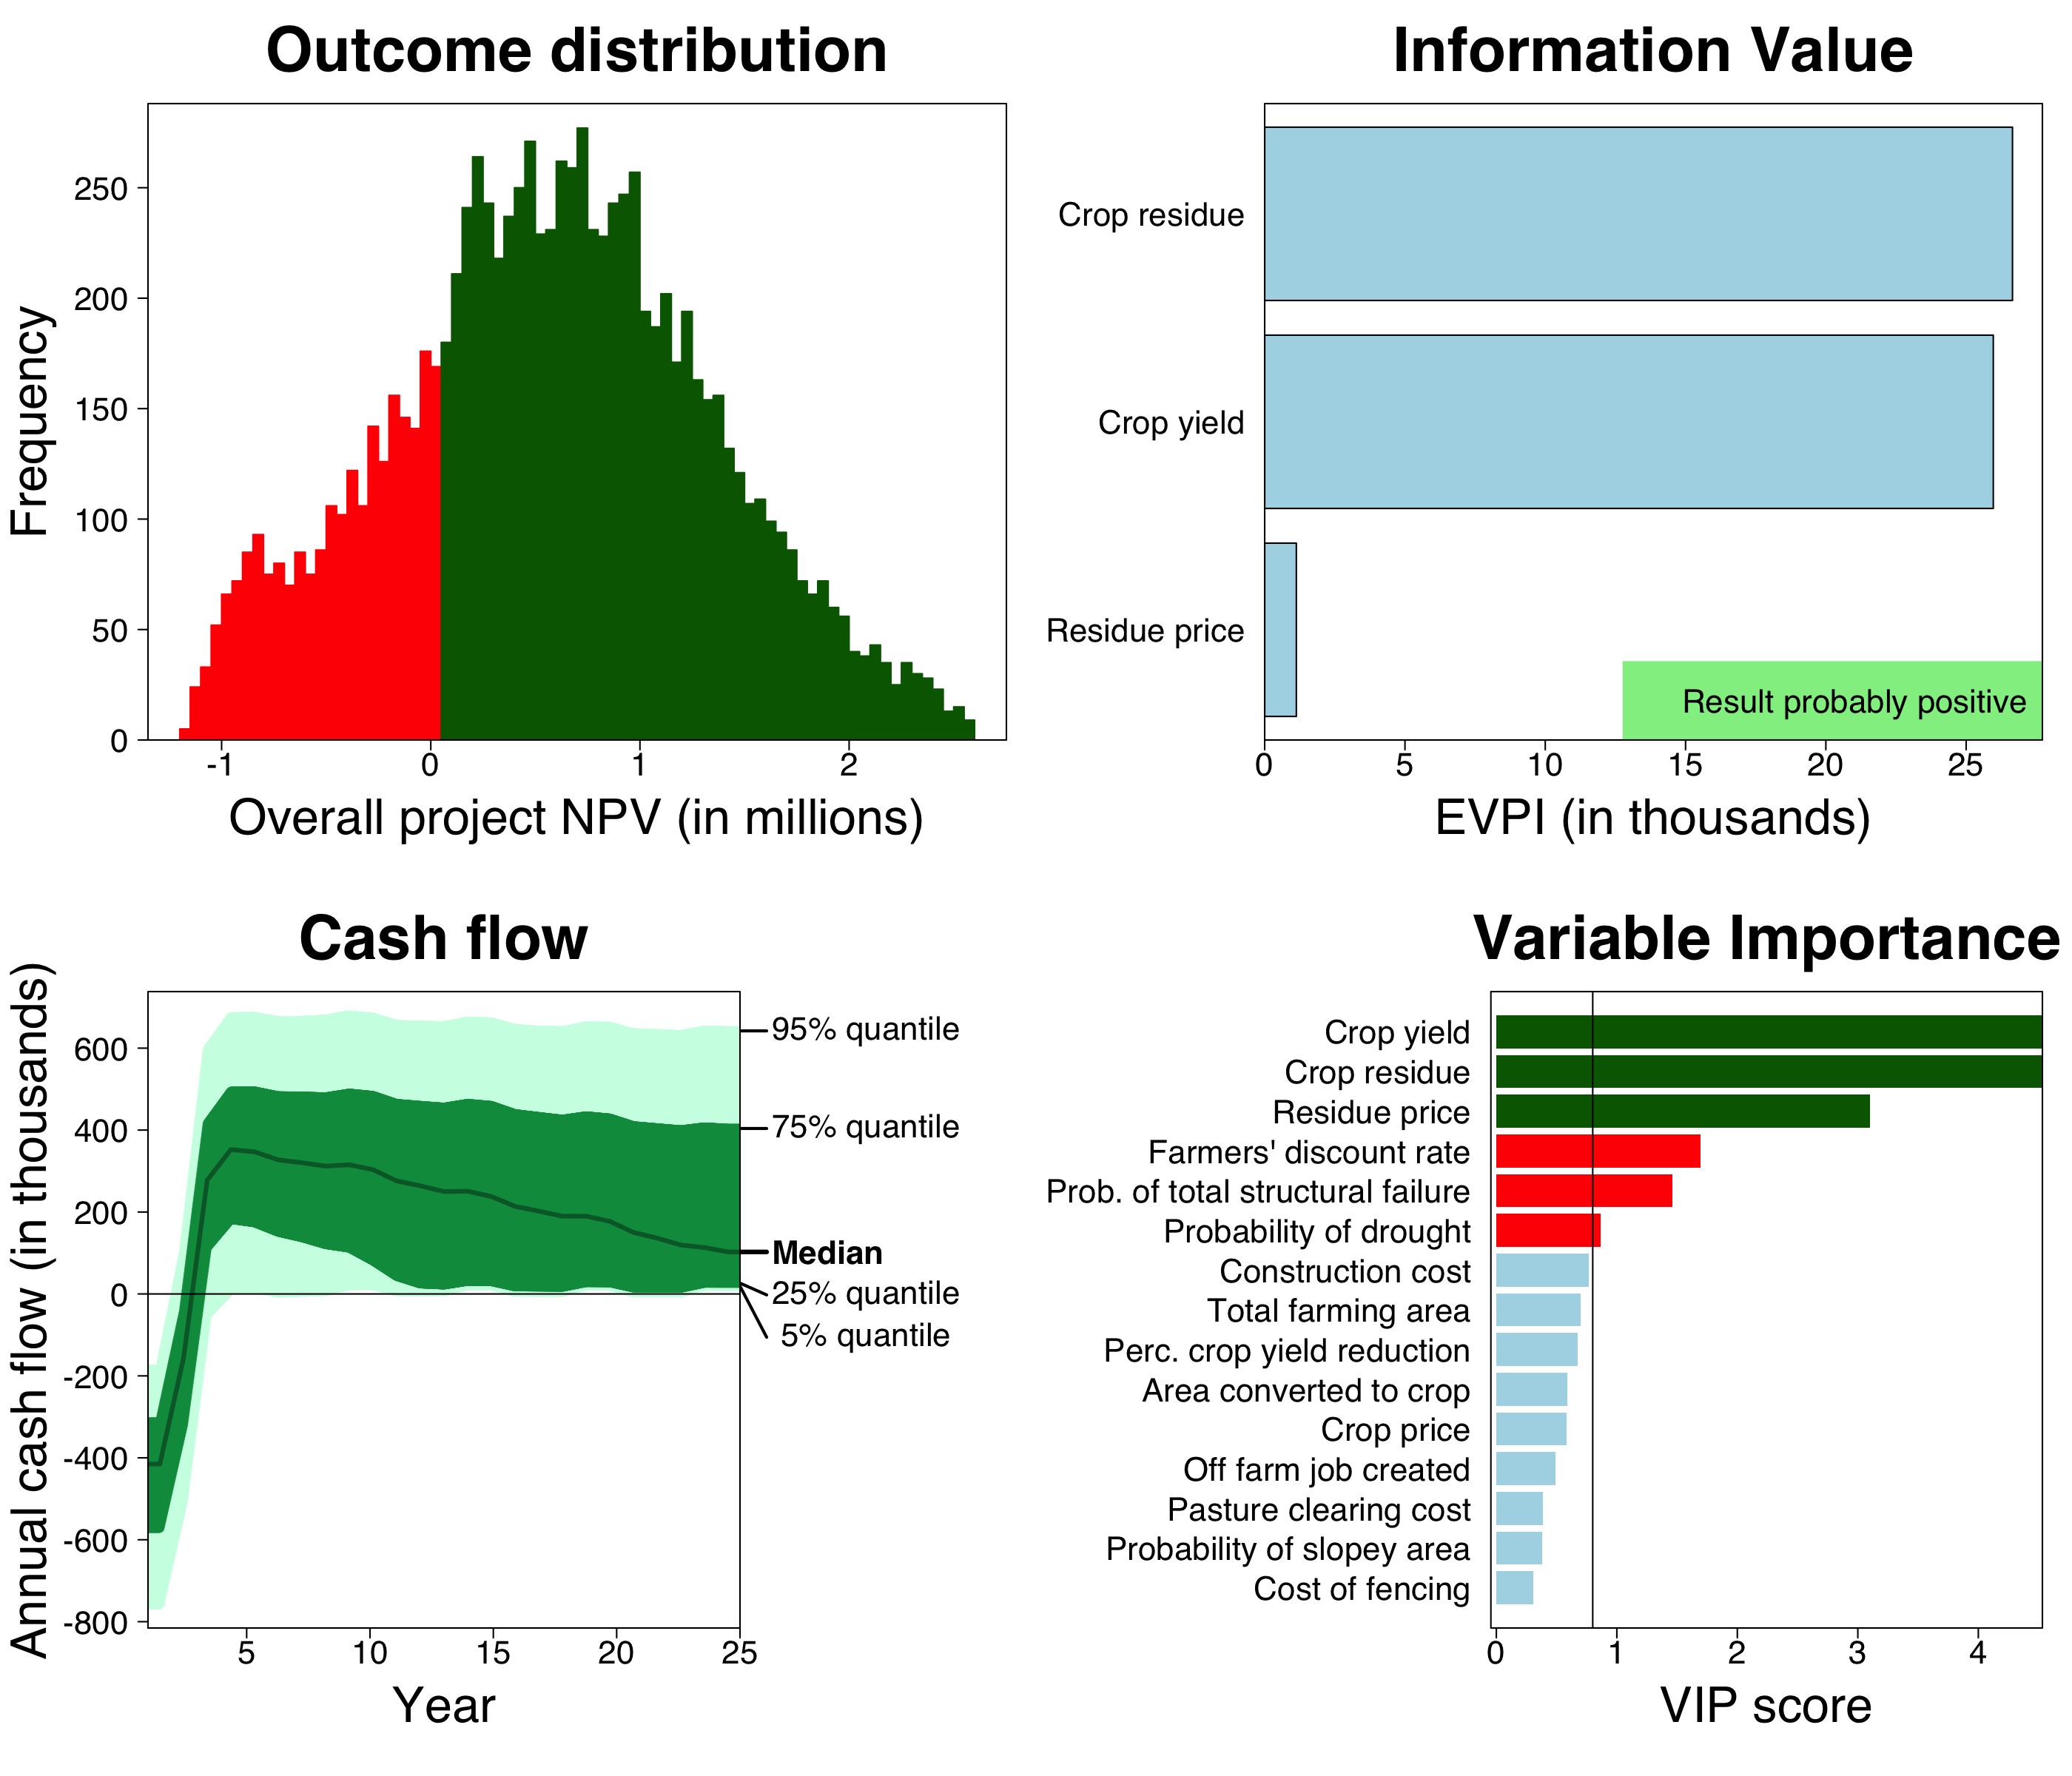 Outcome distribution
Frequency
250
200
150
100
50
0
-1 0 1 2
Overall project NPV (in millions)
Information Value
Crop residue
Crop yield
Residue price
Result probably positive
0 5 10 15 20 25
EVPI (in thousands)
Cash flow
Annual cash flow (in thousands)
600
400
200
0
-200
-400
-600
-800
95% quantile
75% quantile
Median
25% quantile
5% quantile
5 10 15 20 25
Year
Variable Importance
Crop yield
Crop residue
Residue price
Farmers' discount rate
Prob. of total structural failure
Probability of drought
Construction cost
Total farming area
Perc. crop yield reduction
Area converted to crop
Crop price
Off farm job created
Pasture clearing cost
Probability of slopey area
Cost of fencing
0 1 2 3 4
VIP score